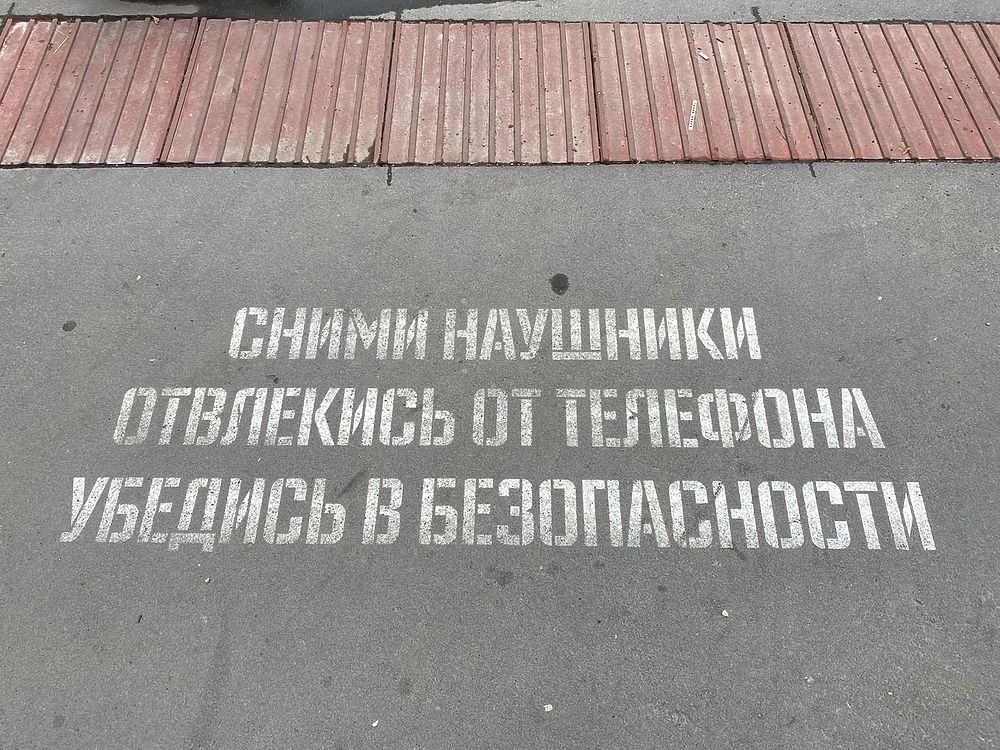 СНИМИ НАУШНИКИ
ОТВЛЕКИСЬ ОТ ТЕЛЕФОНА
УБЕДИСЬ В БЕЗОПАСНОСТИ